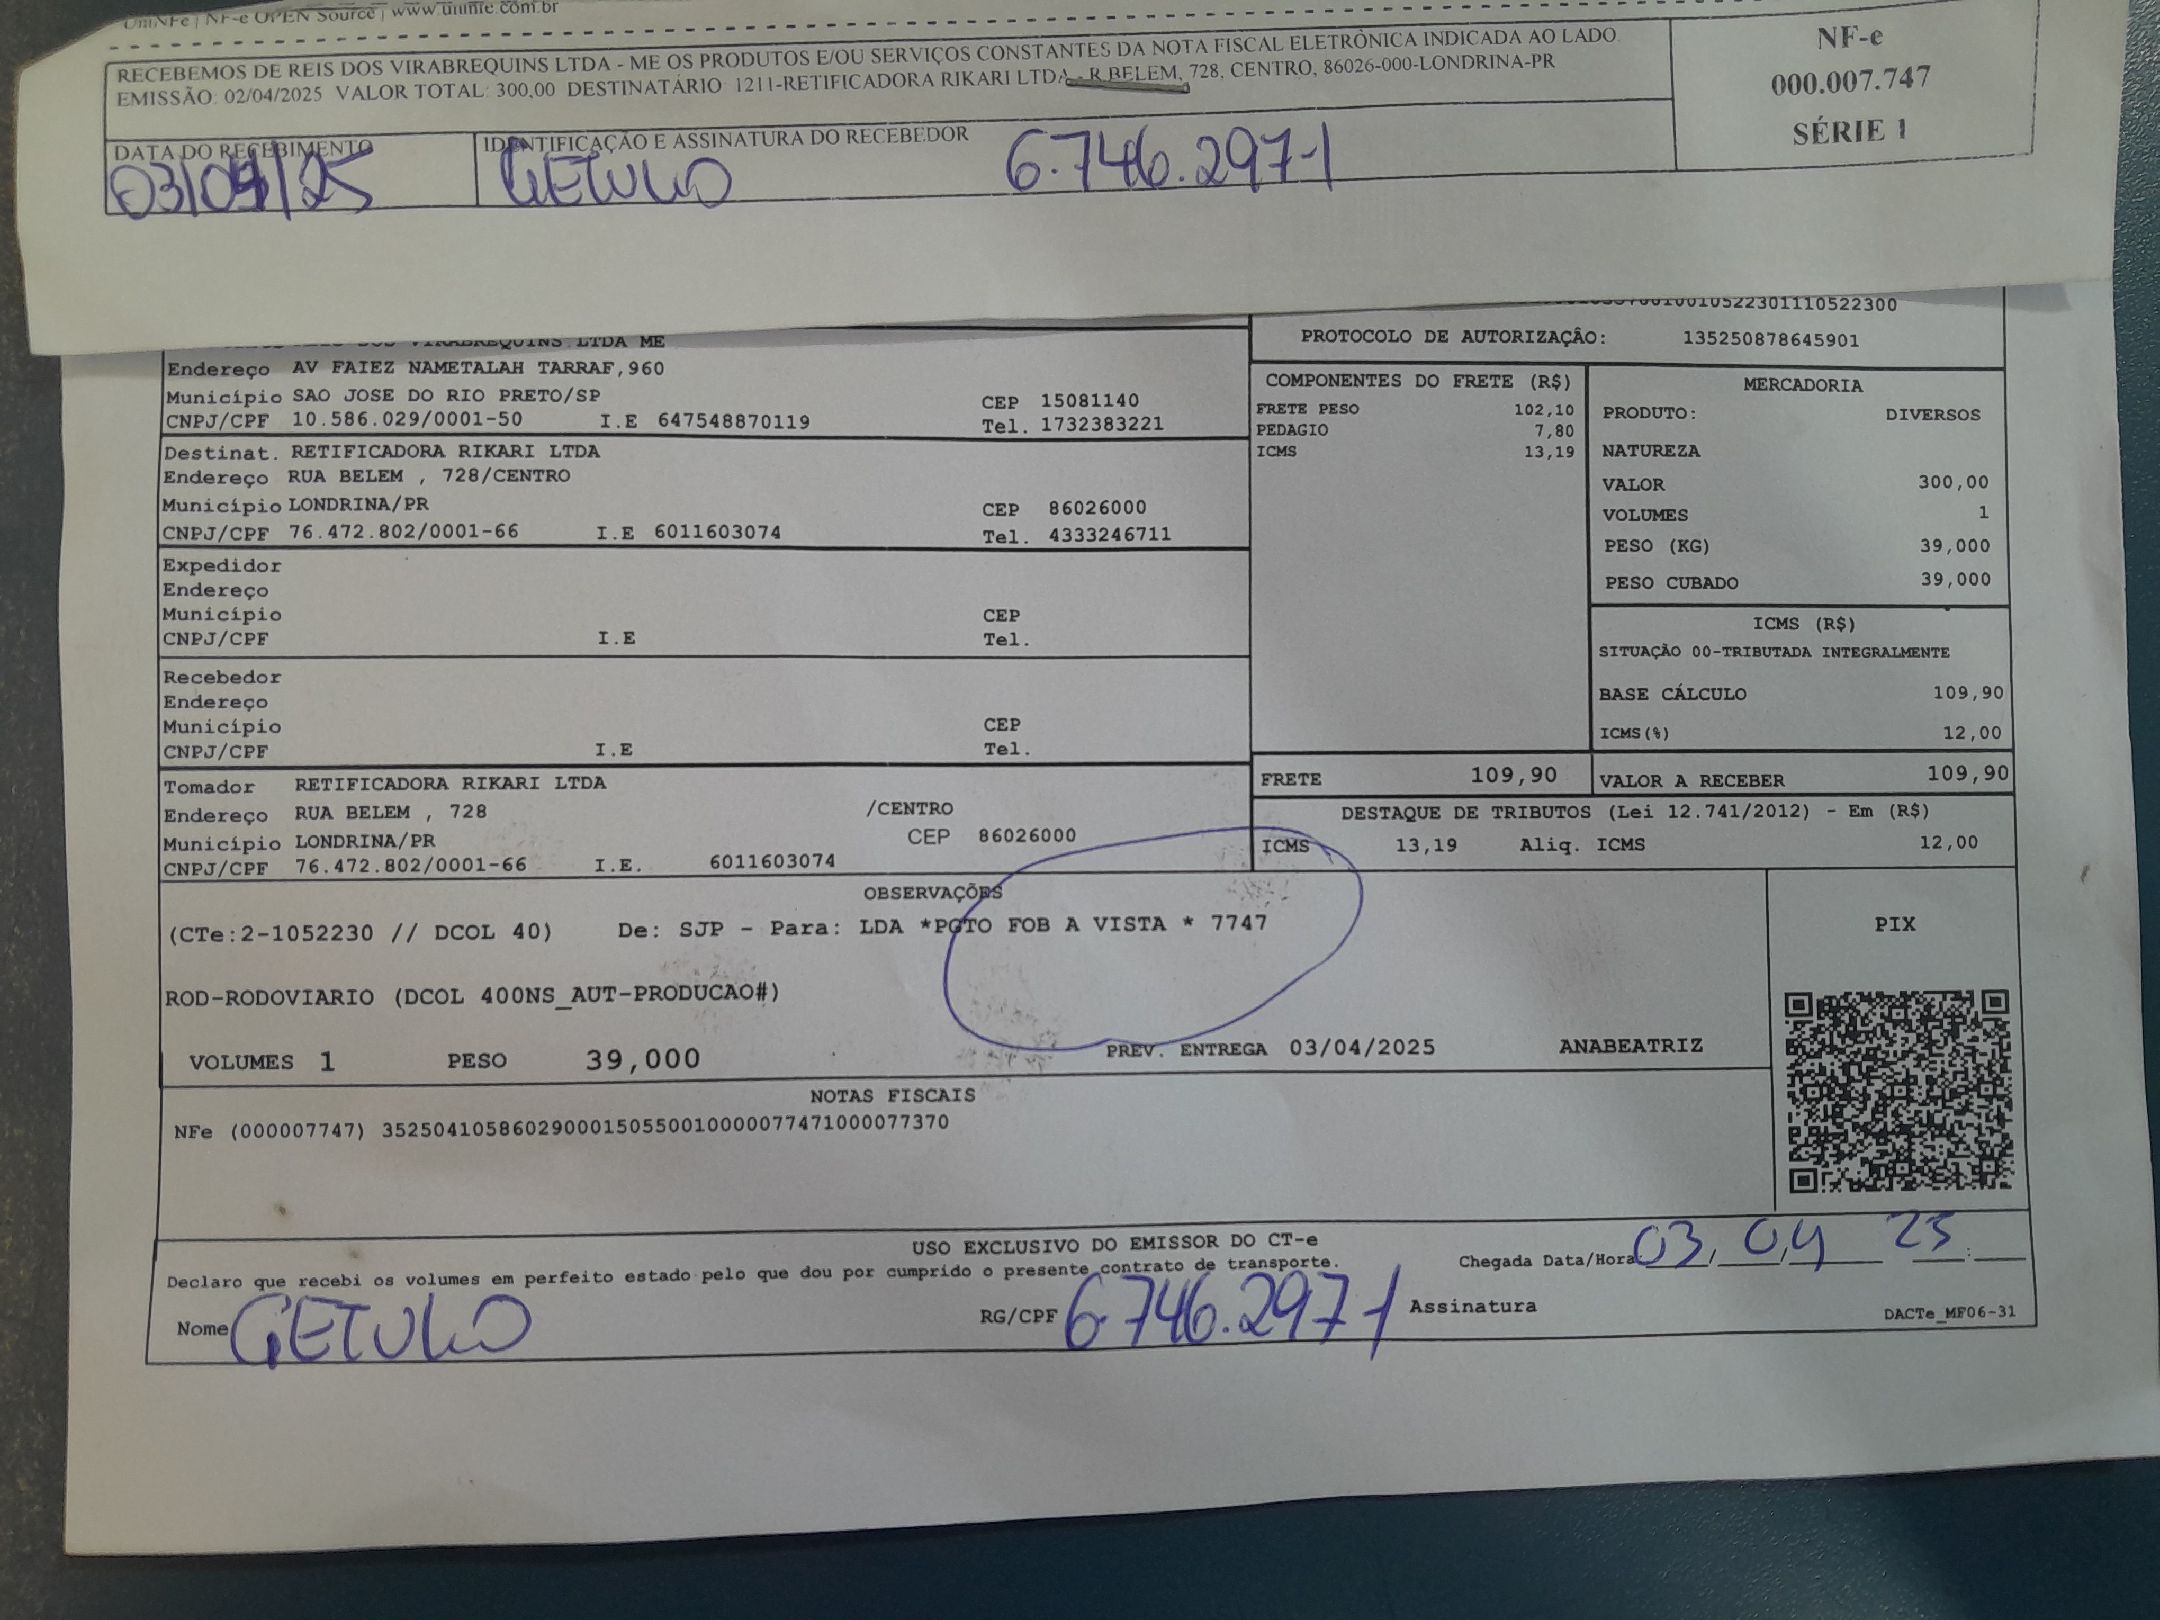 UniNFe | NF-e OPEN Source | www.uninfe.com.br
RECEBEMOS DE REIS DOS VIRABREQUINS LTDA - ME OS PRODUTOS E/OU SERVIÇOS CONSTANTES DA NOTA FISCAL ELETRÔNICA INDICADA AO LADO.
EMISSÃO: 02/04/2025 VALOR TOTAL: 300,00 DESTINATÁRIO: 1211-RETIFICADORA RIKARI LTDA - R BELEM, 728, CENTRO, 86026-000-LONDRINA-PR
NF-e
000.007.747
SÉRIE 1
DATA DO RECEBIMENTO
03/04/25
IDENTIFICAÇÃO E ASSINATURA DO RECEBEDOR
GETULIO 6.746.297-1
PROTOCOLO DE AUTORIZAÇÃO: 135250878645901
VIRABREQUINS LTDA ME
Endereço AV FAIEZ NAMETALAH TARRAF,960
Município SAO JOSE DO RIO PRETO/SP CEP 15081140
CNPJ/CPF 10.586.029/0001-50 I.E 647548870119 Tel. 1732383221
Destinat. RETIFICADORA RIKARI LTDA
Endereço RUA BELEM , 728/CENTRO
Município LONDRINA/PR CEP 86026000
CNPJ/CPF 76.472.802/0001-66 I.E 6011603074 Tel. 4333246711
Expedidor
Endereço
Município CEP
CNPJ/CPF I.E Tel.
Recebedor
Endereço
Município CEP
CNPJ/CPF I.E Tel.
Tomador RETIFICADORA RIKARI LTDA
Endereço RUA BELEM , 728 /CENTRO
Município LONDRINA/PR CEP 86026000
CNPJ/CPF 76.472.802/0001-66 I.E. 6011603074
COMPONENTES DO FRETE (R$)
FRETE PESO 102,10
PEDAGIO 7,80
ICMS 13,19
MERCADORIA
PRODUTO: DIVERSOS
NATUREZA
VALOR 300,00
VOLUMES 1
PESO (KG) 39,000
PESO CUBADO 39,000
ICMS (R$)
SITUAÇÃO 00-TRIBUTADA INTEGRALMENTE
BASE CÁLCULO 109,90
ICMS(%) 12,00
FRETE 109,90 VALOR A RECEBER 109,90
DESTAQUE DE TRIBUTOS (Lei 12.741/2012) - Em (R$)
ICMS 13,19 Aliq. ICMS 12,00
OBSERVAÇÕES
(CTe:2-1052230 // DCOL 40) De: SJP - Para: LDA *PGTO FOB A VISTA * 7747
ROD-RODOVIARIO (DCOL 400NS_AUT-PRODUCAO#)
VOLUMES 1 PESO 39,000 PREV. ENTREGA 03/04/2025 ANABEATRIZ
PIX
NOTAS FISCAIS
NFe (000007747) 35250410586029000150550010000077471000077370
USO EXCLUSIVO DO EMISSOR DO CT-e
Declaro que recebi os volumes em perfeito estado pelo que dou por cumprido o presente contrato de transporte.
Chegada Data/Hora 03/04/25 :
Nome GETULIO RG/CPF 6.746.297-1 Assinatura
DACTe_MF06-31